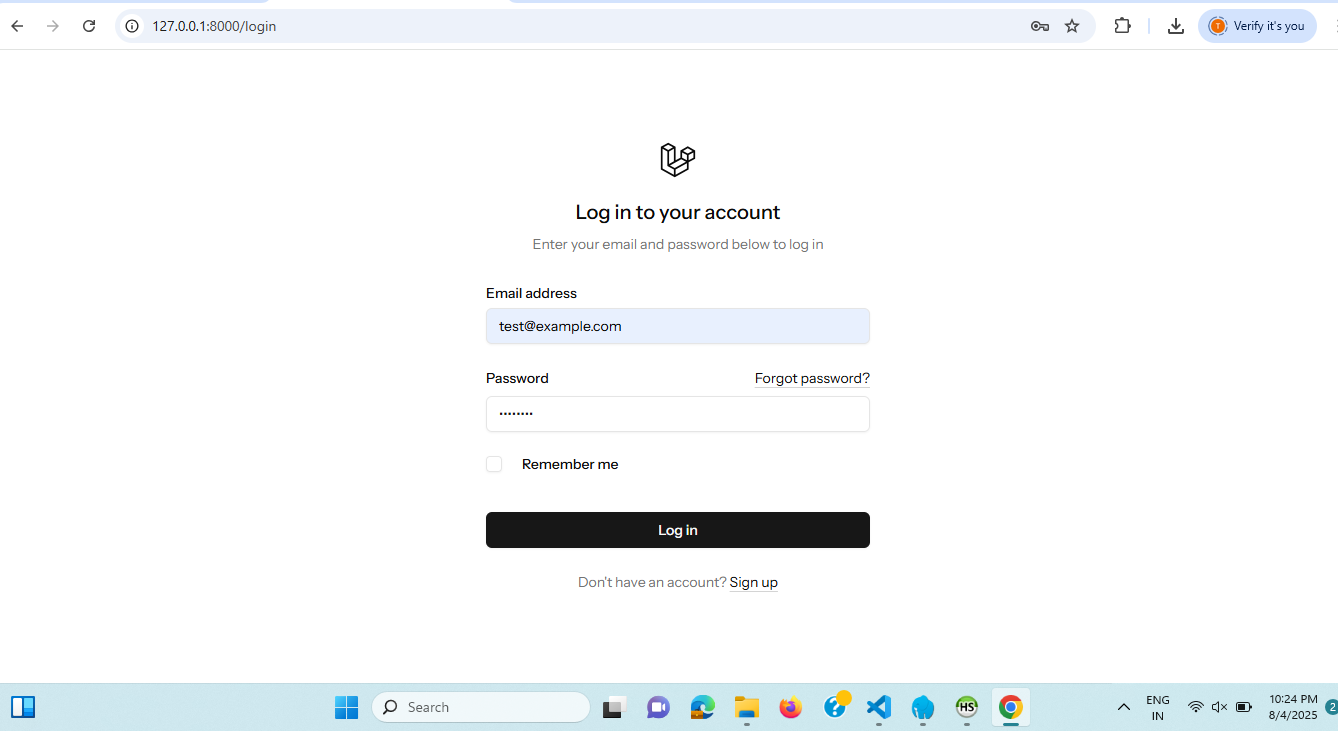 127.0.0.1:8000/login
T
Verify it's you
Log in to your account
Enter your email and password below to log in
Email address
test@example.com
Password
Forgot password?
••••••••
Remember me
Log in
Don't have an account? Sign up
Search
?
HS
ENG
IN
10:24 PM
8/4/2025
2